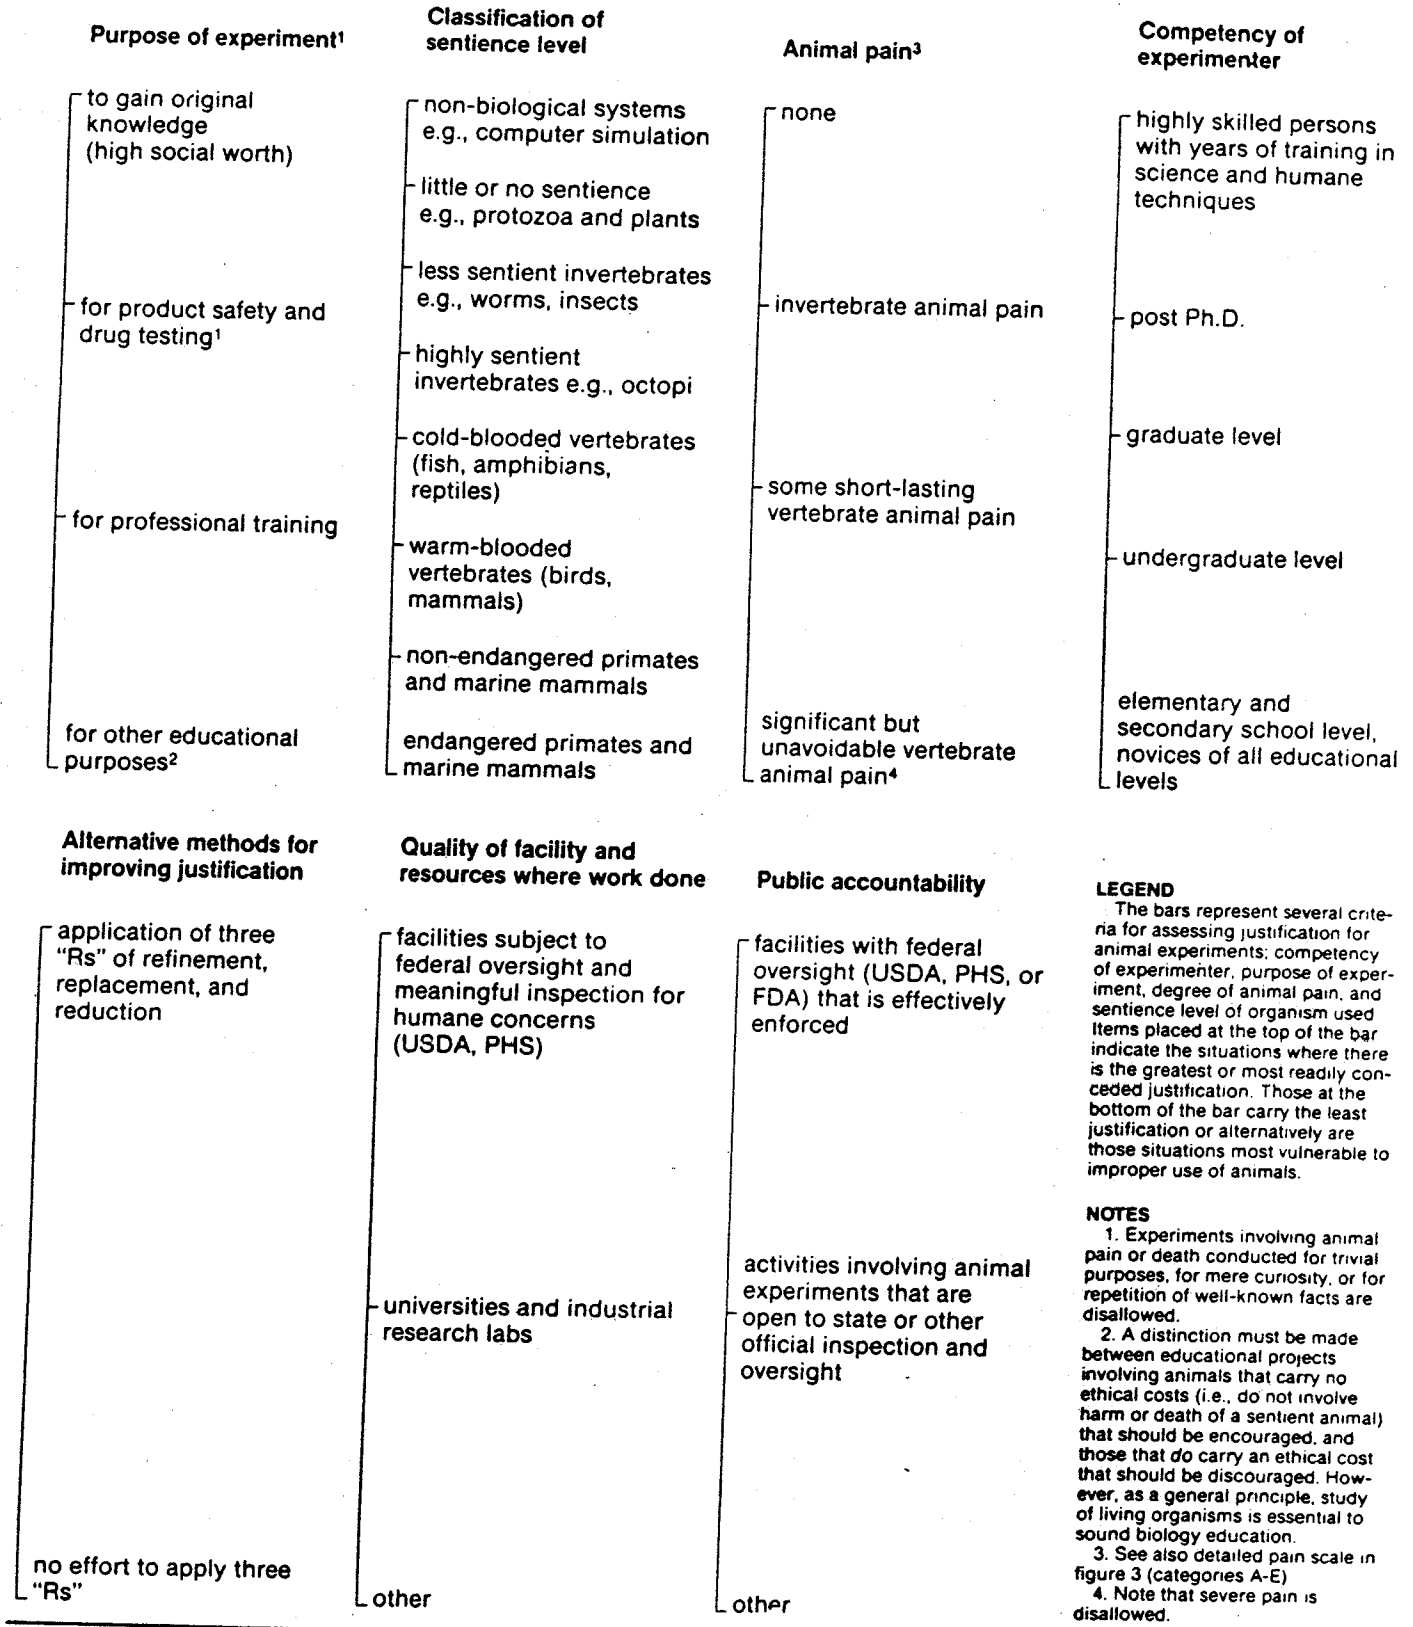 Purpose of experiment¹
to gain original
knowledge
(high social worth)
for product safety and
drug testing¹
for professional training
for other educational
purposes²
Classification of
sentience level
non-biological systems
e.g., computer simulation
little or no sentience
e.g., protozoa and plants
less sentient invertebrates
e.g., worms, insects
highly sentient
invertebrates e.g., octopi
cold-blooded vertebrates
(fish, amphibians,
reptiles)
warm-blooded
vertebrates (birds,
mammals)
non-endangered primates
and marine mammals
endangered primates and
marine mammals
Animal pain³
none
invertebrate animal pain
some short-lasting
vertebrate animal pain
significant but
unavoidable vertebrate
animal pain⁴
Competency of
experimenter
highly skilled persons
with years of training in
science and humane
techniques
post Ph.D.
graduate level
undergraduate level
elementary and
secondary school level,
novices of all educational
levels
Alternative methods for
improving justification
application of three
"Rs" of refinement,
replacement, and
reduction
no effort to apply three
"Rs"
Quality of facility and
resources where work done
facilities subject to
federal oversight and
meaningful inspection for
humane concerns
(USDA, PHS)
universities and industrial
research labs
other
Public accountability
facilities with federal
oversight (USDA, PHS, or
FDA) that is effectively
enforced
activities involving animal
experiments that are
open to state or other
official inspection and
oversight
other
LEGEND
The bars represent several crite-
ria for assessing justification for
animal experiments; competency
of experimenter, purpose of exper-
iment, degree of animal pain, and
sentience level of organism used
Items placed at the top of the bar
indicate the situations where there
is the greatest or most readily con-
ceded justification. Those at the
bottom of the bar carry the least
justification or alternatively are
those situations most vulnerable to
improper use of animals.
NOTES
1. Experiments involving animal
pain or death conducted for trivial
purposes, for mere curiosity, or for
repetition of well-known facts are
disallowed.
2. A distinction must be made
between educational projects
involving animals that carry no
ethical costs (i.e., do not involve
harm or death of a sentient animal)
that should be encouraged, and
those that do carry an ethical cost
that should be discouraged. How-
ever, as a general principle, study
of living organisms is essential to
sound biology education.
3. See also detailed pain scale in
figure 3 (categories A-E)
4. Note that severe pain is
disallowed.